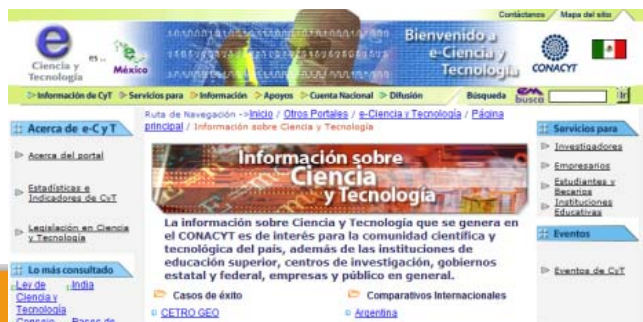 Contáctanos / Mapa del sitio
e
Ciencia y
Tecnología
es ..
México
Bienvenido a
e-Ciencia y
Tecnología
CONACYT
Información de CyT Servicios para Información Apoyos Cuenta Nacional Difusión Búsqueda em busca Ir
Acerca de e-C y T
Acerca del portal
Estadísticas e
Indicadores de CyT
Legislación en Ciencia
y Tecnología
Lo más consultado
Ley de
Ciencia y
Tecnología
India
Ruta de Navegación ->Inicio / Otros Portales / e-Ciencia y Tecnología / Página
principal / Información sobre Ciencia y Tecnología
Información sobre
Ciencia
y Tecnología
La información sobre Ciencia y Tecnología que se genera en
el CONACYT es de interés para la comunidad científica y
tecnológica del país, además de las instituciones de
educación superior, centros de investigación, gobiernos
estatal y federal, empresas y público en general.
Casos de éxito
CETRO GEO
Comparativos Internacionales
Argentina
Servicios para
Investigadores
Empresarios
Estudiantes y
Becarios
Instituciones
Educativas
Eventos
Eventos de CyT